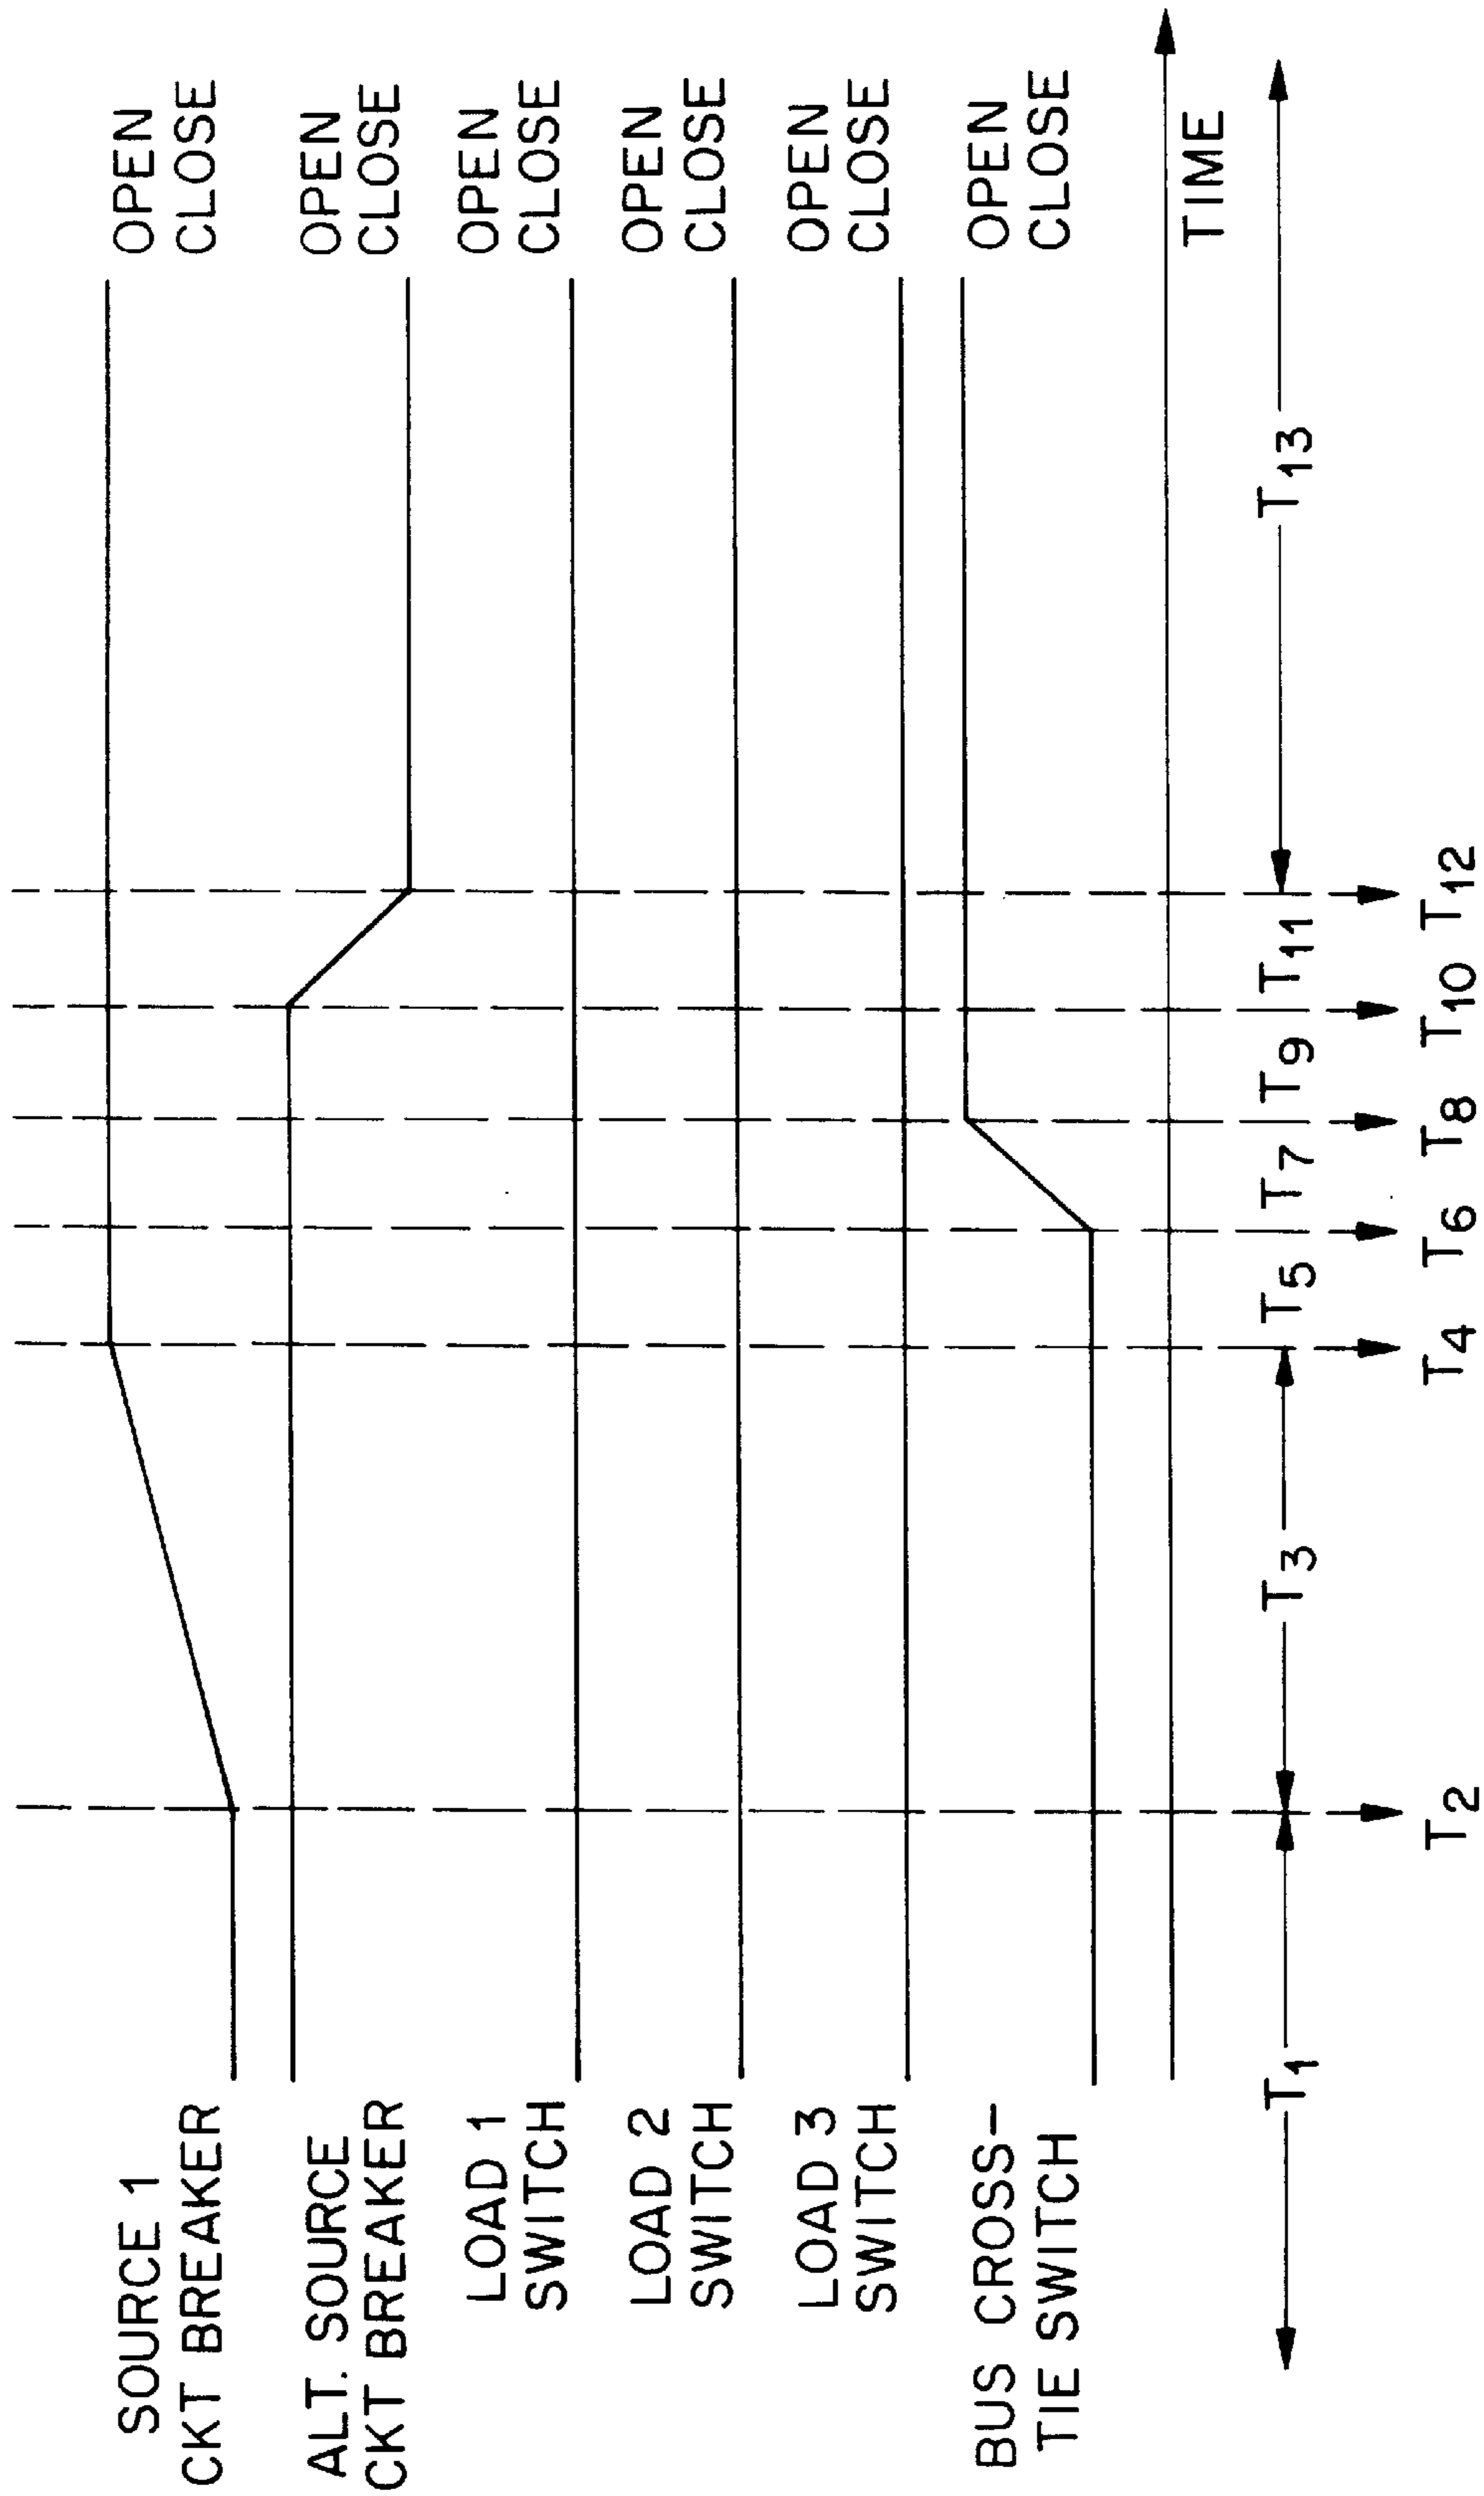 SOURCE 1
CKT BREAKER
OPEN
CLOSE
ALT. SOURCE
CKT BREAKER
OPEN
CLOSE
LOAD 1
SWITCH
OPEN
CLOSE
LOAD 2
SWITCH
OPEN
CLOSE
LOAD 3
SWITCH
OPEN
CLOSE
BUS CROSS-
TIE SWITCH
OPEN
CLOSE
TIME
T1 T3 T5 T7 T9 T11 T13
T2 T4 T6 T8 T10 T12